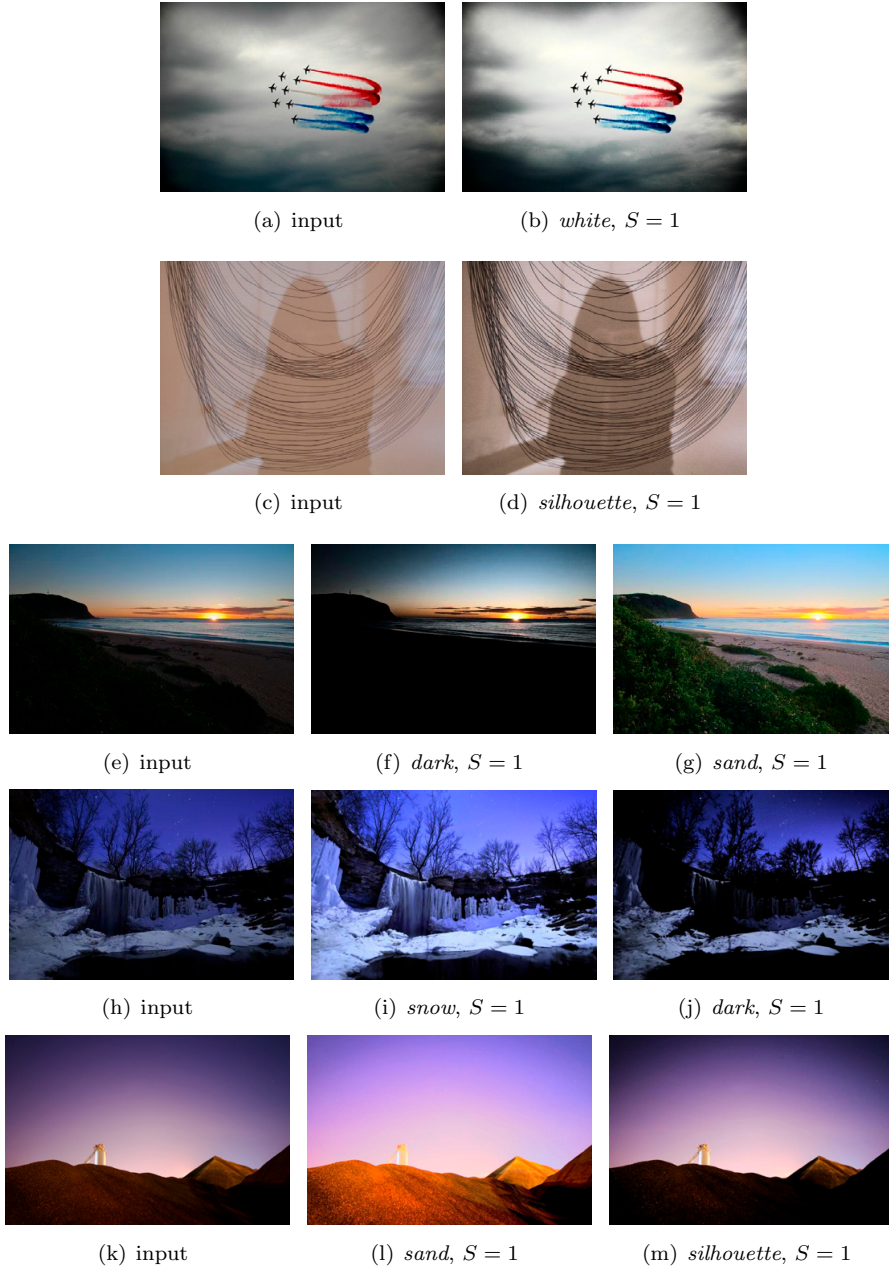 (a) input
(b) white, S = 1
(c) input
(d) silhouette, S = 1
(e) input
(f) dark, S = 1
(g) sand, S = 1
(h) input
(i) snow, S = 1
(j) dark, S = 1
(k) input
(l) sand, S = 1
(m) silhouette, S = 1